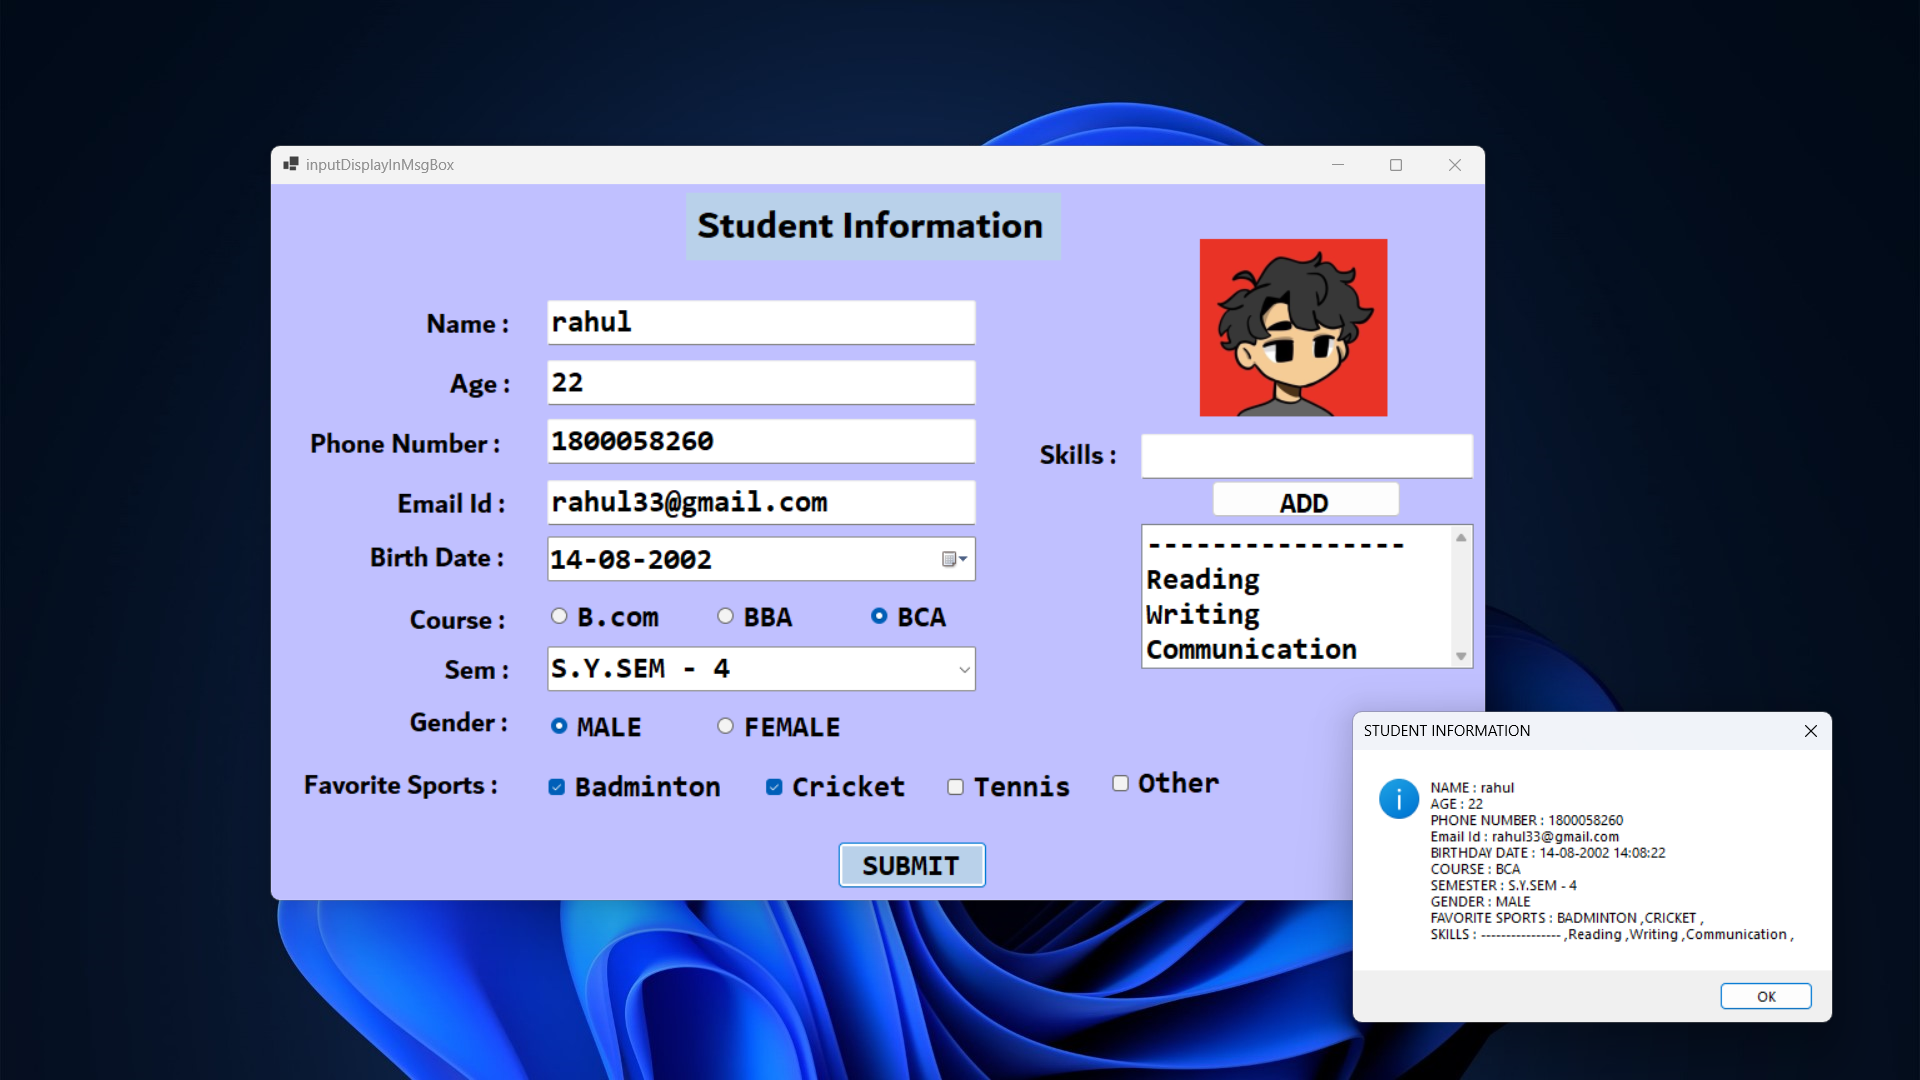 inputDisplayInMsgBox
Student Information
Name : rahul
Age : 22
Phone Number : 1800058260
Email Id : rahul33@gmail.com
Birth Date : 14-08-2002
Course : B.com BBA BCA
Sem : S.Y.SEM - 4
Gender : MALE FEMALE
Favorite Sports : Badminton Cricket Tennis Other
SUBMIT
Skills :
ADD
----------------
Reading
Writing
Communication
STUDENT INFORMATION
NAME : rahul
AGE : 22
PHONE NUMBER : 1800058260
Email Id : rahul33@gmail.com
BIRTHDAY DATE : 14-08-2002 14:08:22
COURSE : BCA
SEMESTER : S.Y.SEM - 4
GENDER : MALE
FAVORITE SPORTS : BADMINTON ,CRICKET ,
SKILLS : ---------------- ,Reading ,Writing ,Communication ,
OK